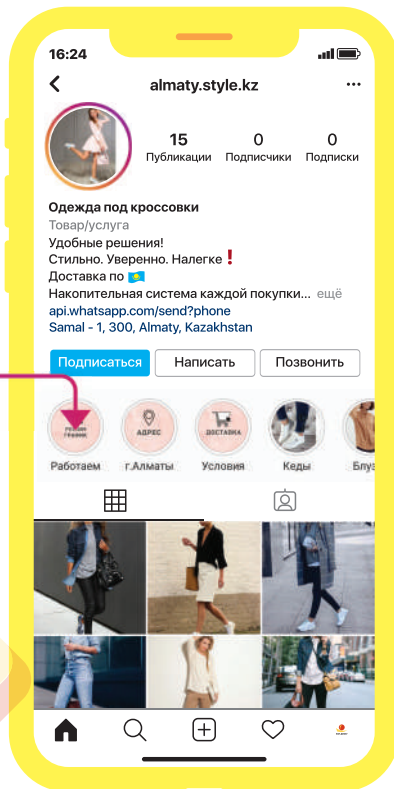 16:24
almaty.style.kz
15 0 0
Публикации Подписчики Подписки
Одежда под кроссовки
Товар/услуга
Удобные решения!
Стильно. Уверенно. Налегке❗
Доставка по 🇰🇿
Накопительная система каждой покупки... ещё
api.whatsapp.com/send?phone
Samal - 1, 300, Almaty, Kazakhstan
Подписаться Написать Позвонить
ГРАФИК АДРЕС ДОСТАВКА
Работаем г.Алматы Условия Кеды Блуз